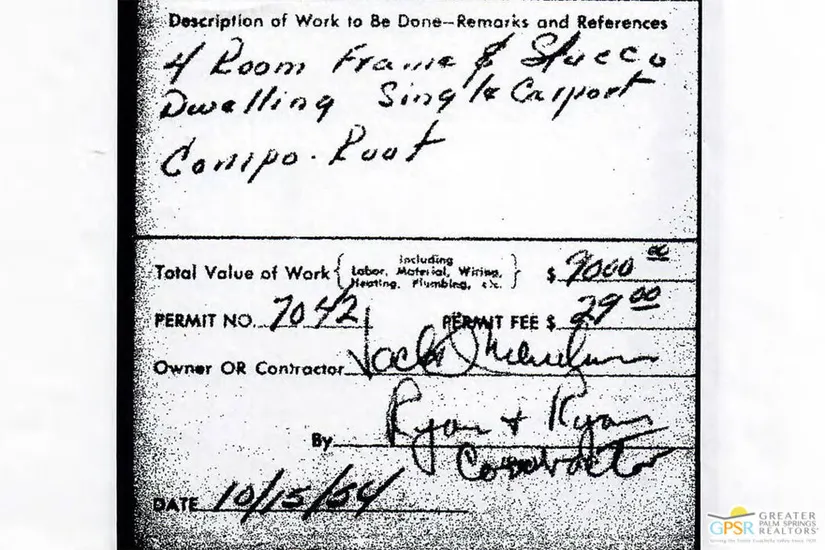 Description of Work to Be Done—Remarks and References
4 Room Frame & Stucco
Dwelling Single Carport
Compo. Roof
Total Value of Work { Including Labor, Material, Wiring, Heating, Plumbing, etc. } $ 9000 00
PERMIT NO. 7042 PERMIT FEE $ 29 00
Owner OR Contractor Jack
By Ryan + Ryan
Contractor
DATE 10/15/54
GREATER
GPSR PALM SPRINGS
REALTORS®